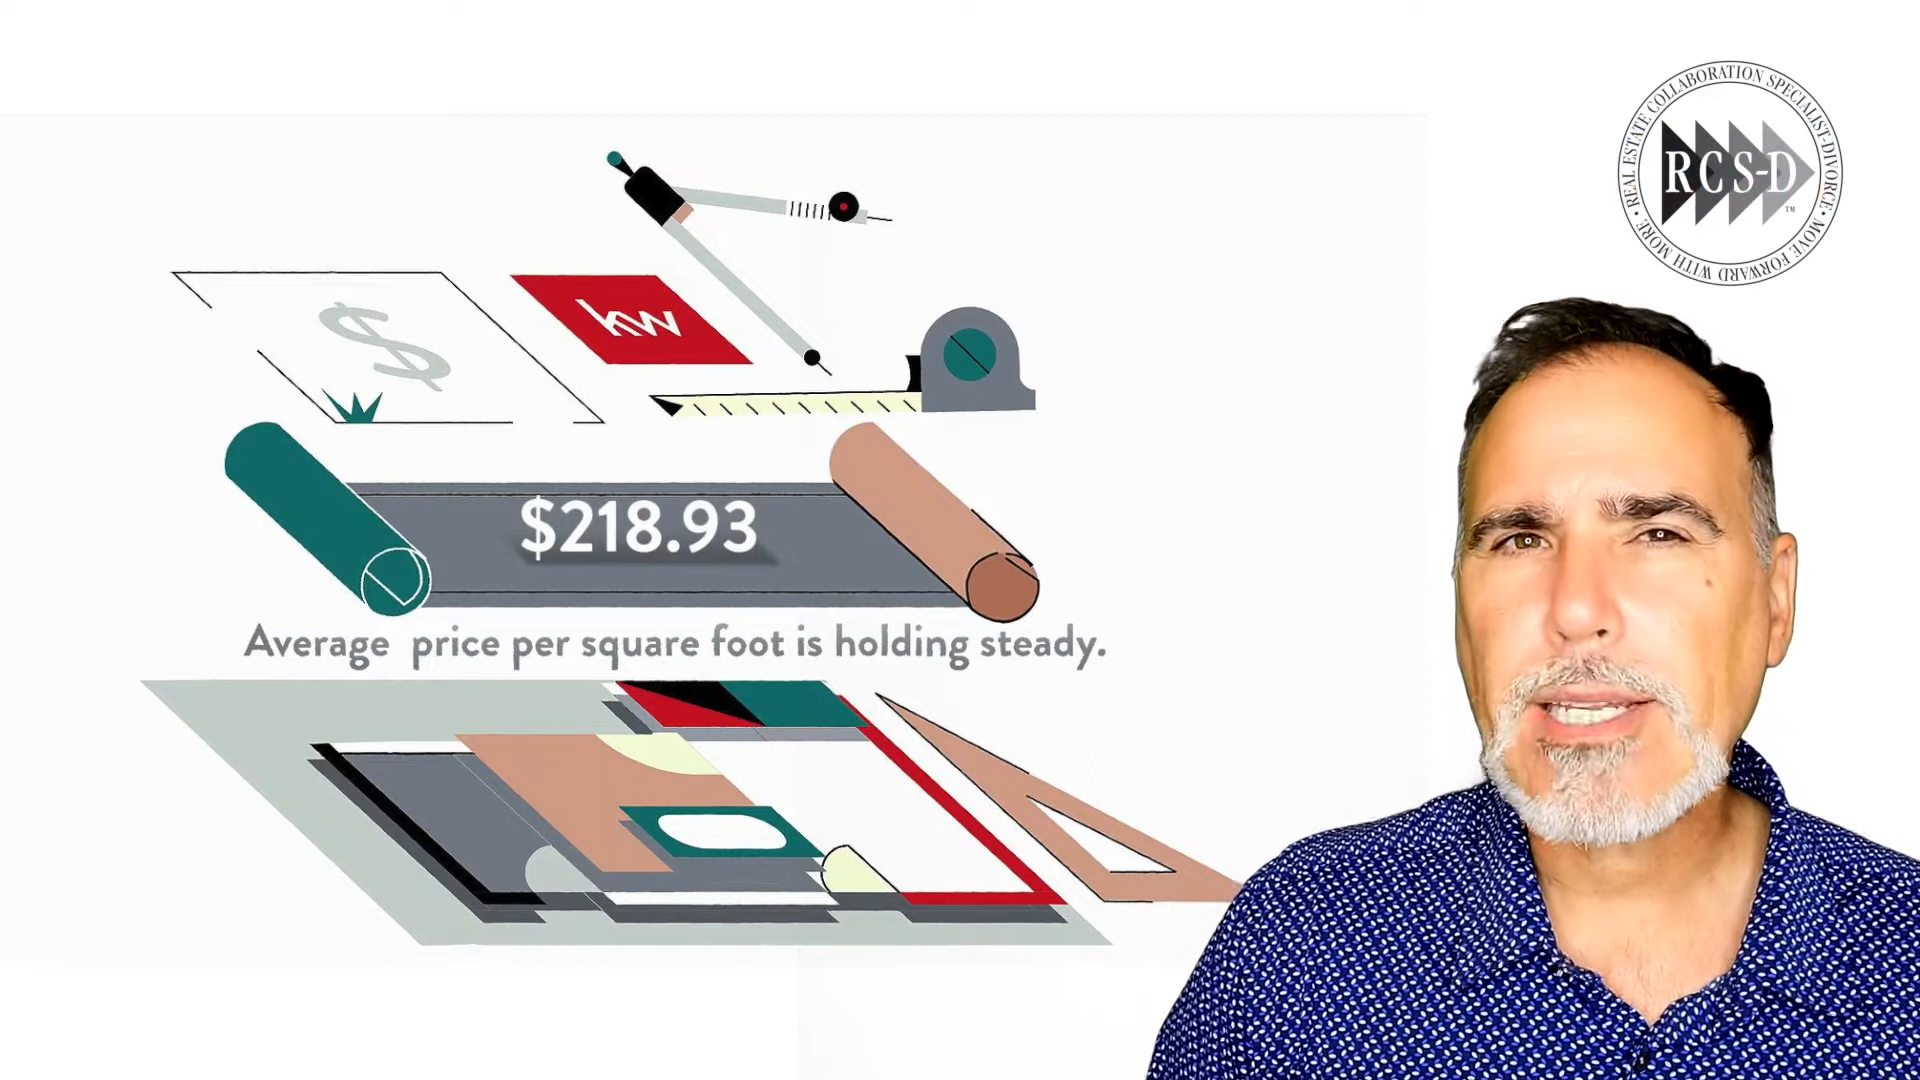 REAL ESTATE COLLABORATION SPECIALIST-DIVORCE • MOVE FORWARD WITH MORE •
RCS-D
TM
$
kw
$218.93
Average price per square foot is holding steady.